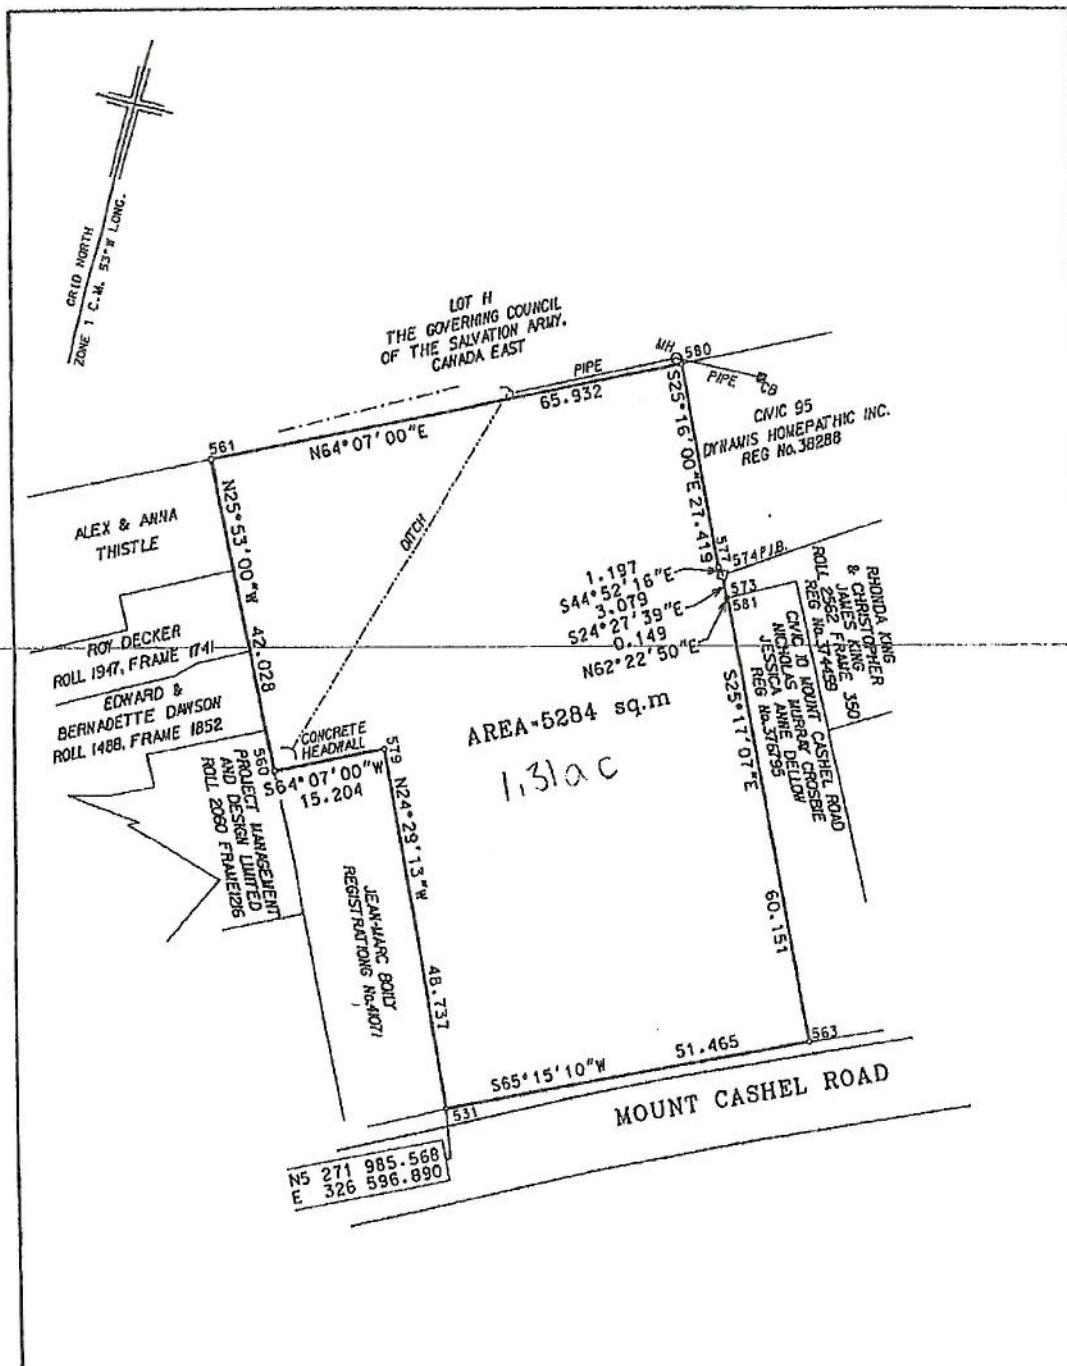 GRID NORTH
ZONE 1 C.M. 53°W LONG.
LOT H
THE GOVERNING COUNCIL
OF THE SALVATION ARMY.
CANADA EAST
MH
580
PIPE
65.932
PIPE
CB
CIVIC 95
DYNAMIS HOMEPATHIC INC.
REG No.38288
561
N64°07'00"E
S25°16'00"E 27.419
ALEX & ANNA
THISTLE
N25°53'00"W 42.028
DITCH
577
574 P.J.B.
573
581
1.197
S44°52'16"E
3.079
S24°27'39"E
0.149
N62°22'50"E
RHONDA KING
& CHRISTOPHER
JAMES KING
ROLL 2562 FRAME 350
REG No.374459
CIVIC 10 MOUNT CASHEL ROAD
NICHOLAS MURRAY CROSBIE
JESSICA ANNE DELLOW
REG No.376795
ROY DECKER
ROLL 1947, FRAME 1741
EDWARD &
BERNADETTE DAWSON
ROLL 1488, FRAME 1852
AREA=5284 sq.m
1.31ac
S25°17'07"E
60.151
CONCRETE
HEADWALL
560
579
S64°07'00"W
15.204
PROJECT MANAGEMENT
AND DESIGN LIMITED
ROLL 2060 FRAME1216
N24°29'13"W
48.737
JEAN-MARC BOILY
REGISTRATIONG No.41071
563
S65°15'10"W
51.465
531
MOUNT CASHEL ROAD
N5 271 985.568
E 326 596.890